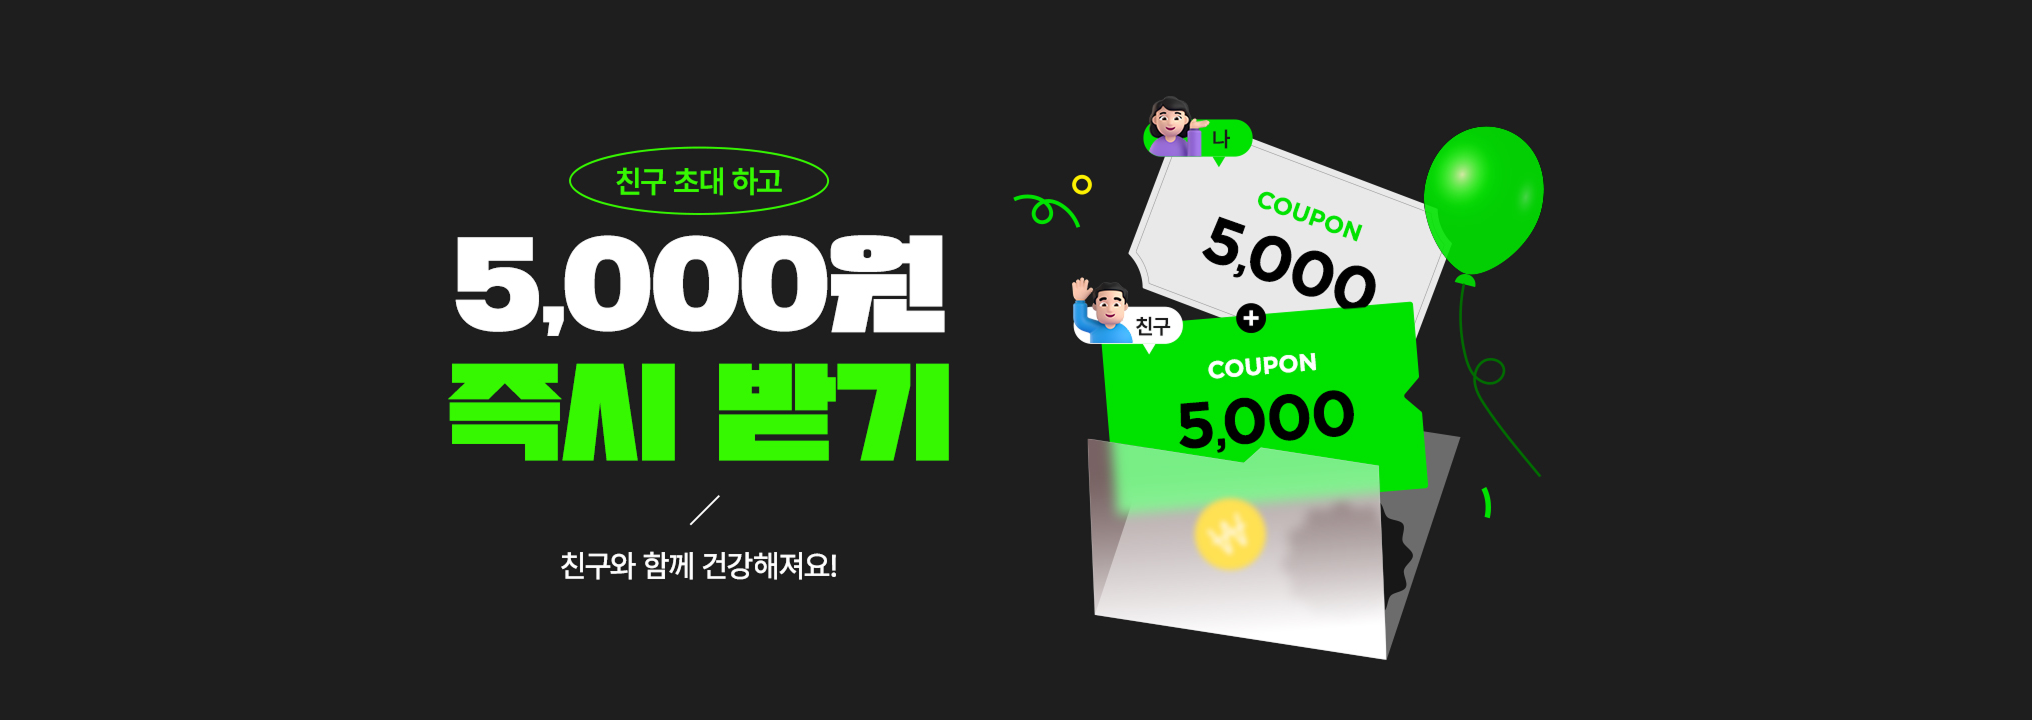 친구 초대 하고
5,000원
즉시 받기
친구와 함께 건강해져요!
나
COUPON
5,000
친구
+
COUPON
5,000
₩